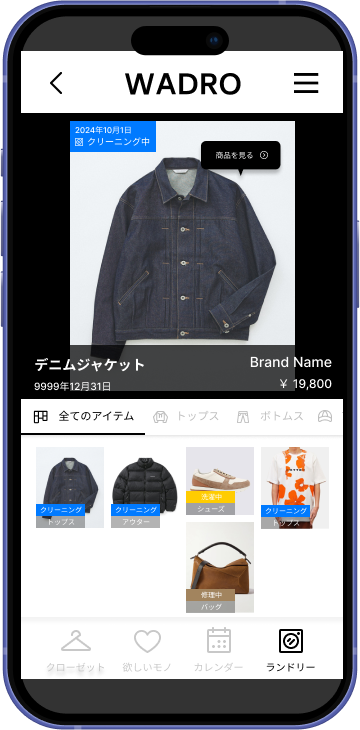 WADRO
2024年10月1日
クリーニング中
商品を見る
デニムジャケット
Brand Name
9999年12月31日
¥ 19,800
全てのアイテム
トップス
ボトムス
クリーニング
トップス
クリーニング
アウター
洗濯中
シューズ
クリーニング
トップス
修理中
バッグ
クローゼット
欲しいモノ
カレンダー
ランドリー